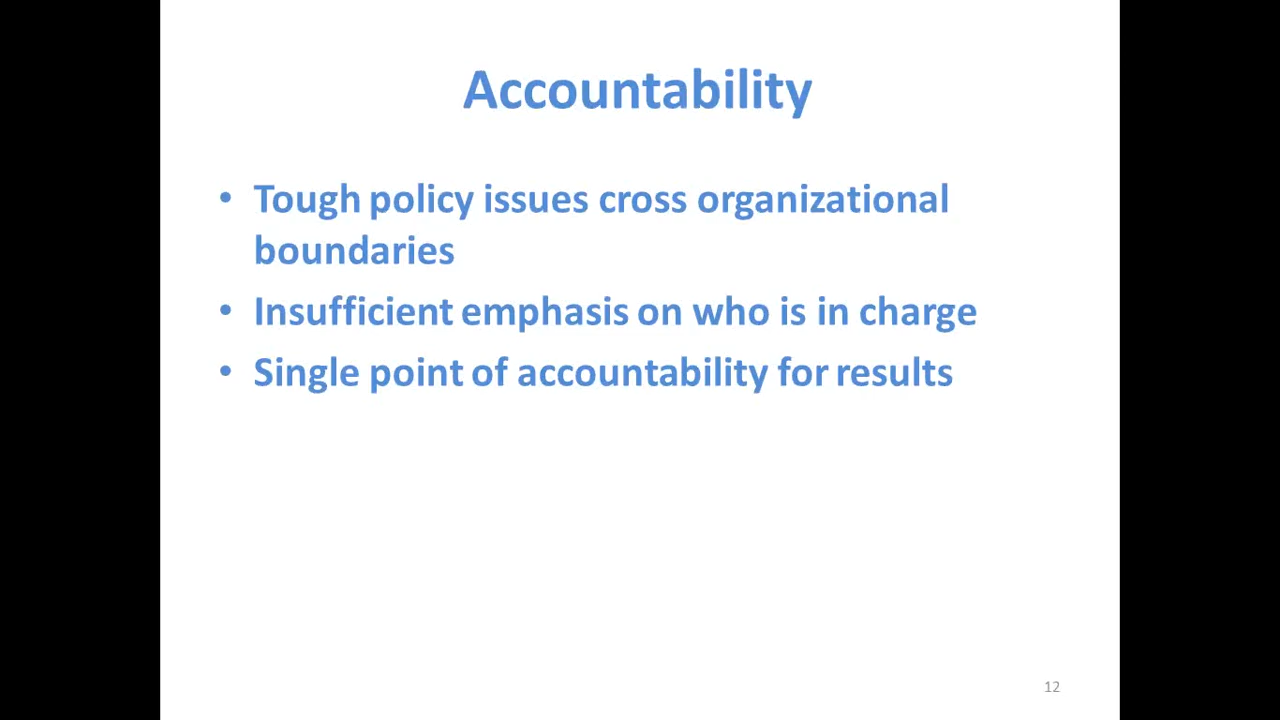 Accountability
• Tough policy issues cross organizational
boundaries
• Insufficient emphasis on who is in charge
• Single point of accountability for results
12